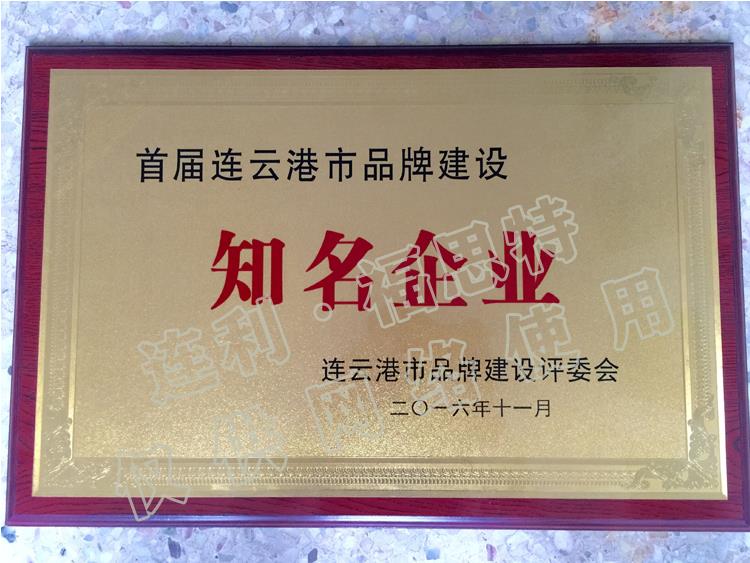 首届连云港市品牌建设
知名企业
连云港市品牌建设评委会
二〇一六年十一月
连利·福思特
仅供网络使用